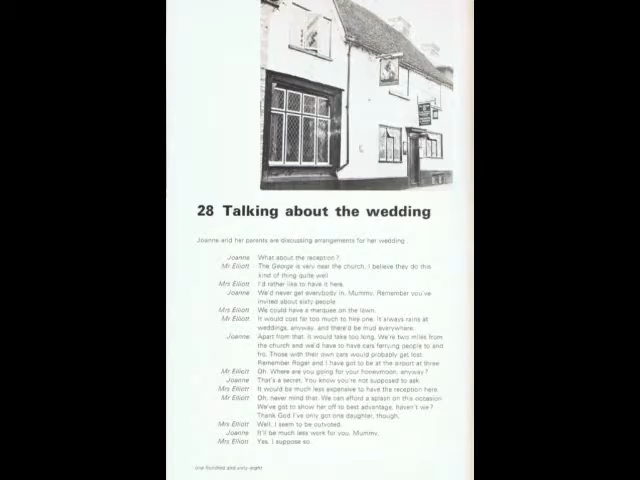 28 Talking about the wedding
Joanne and her parents are discussing arrangements for her wedding
Joanne What about the reception?
Mr Elliott The George is very near the church. I believe they do this
kind of thing quite well.
Mrs Elliott I'd rather like to have it here.
Joanne We'd never get everybody in, Mummy. Remember you've
invited about sixty people.
Mrs Elliott We could have a marquee on the lawn.
Mr Elliott It would cost far too much to hire one. It always rains at
weddings, anyway, and there'd be mud everywhere.
Joanne Apart from that, it would take too long. We're two miles from
the church and we'd have to have cars ferrying people to and
fro. Those with their own cars would probably get lost.
Remember Roger and I have got to be at the airport at three.
Mr Elliott Oh. Where are you going for your honeymoon, anyway?
Joanne That's a secret. You know you're not supposed to ask.
Mrs Elliott It would be much less expensive to have the reception here.
Mr Elliott Oh, never mind that. We can afford a splash on this occasion.
We've got to show her off to best advantage, haven't we?
Thank God I've only got one daughter, though.
Mrs Elliott Well, I seem to be outvoted.
Joanne It'll be much less work for you, Mummy.
Mrs Elliott Yes, I suppose so.
one hundred and sixty-eight